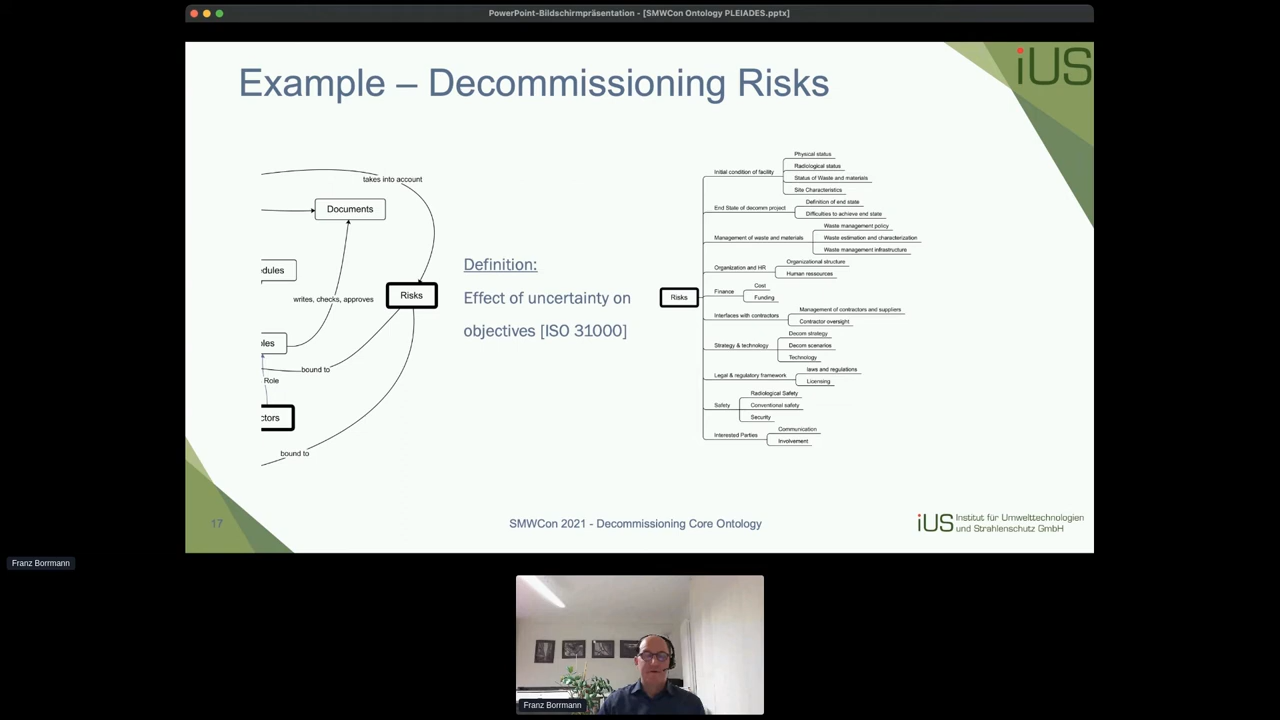 PowerPoint-Bildschirmpräsentation - [SMWCon Ontology PLEIADES.pptx]
iUS
Example – Decommissioning Risks
takes into account
Documents
dules
writes, checks, approves
Risks
les
bound to
Role
ctors
bound to
Definition:
Effect of uncertainty on
objectives [ISO 31000]
Risks
Initial condition of facility
Physical status
Radiological status
Status of Waste and materials
Site Characteristics
End State of decomm project
Definition of end state
Difficulties to achieve end state
Management of waste and materials
Waste management policy
Waste estimation and characterization
Waste management infrastructure
Organization and HR
Organizational structure
Human ressources
Finance
Cost
Funding
Interfaces with contractors
Management of contractors and suppliers
Contractor oversight
Strategy & technology
Decom strategy
Decom scenarios
Technology
Legal & regulatory framework
laws and regulations
Licensing
Safety
Radiological Safety
Conventional safety
Security
Interested Parties
Communication
Involvement
17
SMWCon 2021 - Decommissioning Core Ontology
iUS Institut für Umwelttechnologien
und Strahlenschutz GmbH
Franz Borrmann
Franz Borrmann